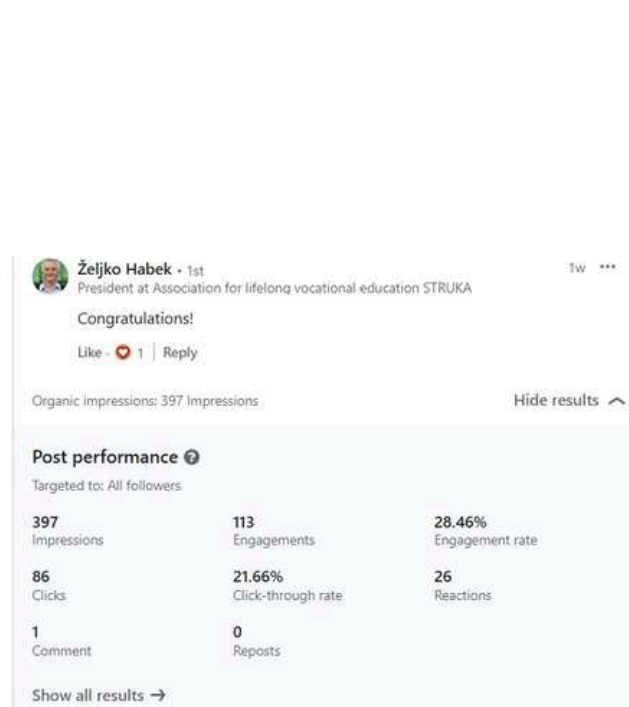 Željko Habek • 1st
1w •••
President at Association for lifelong vocational education STRUKA
Congratulations!
Like · 1 | Reply
Organic impressions: 397 Impressions
Hide results
Post performance
Targeted to: All followers
397 113 28.46%
Impressions Engagements Engagement rate
86 21.66% 26
Clicks Click-through rate Reactions
1 0
Comment Reposts
Show all results →